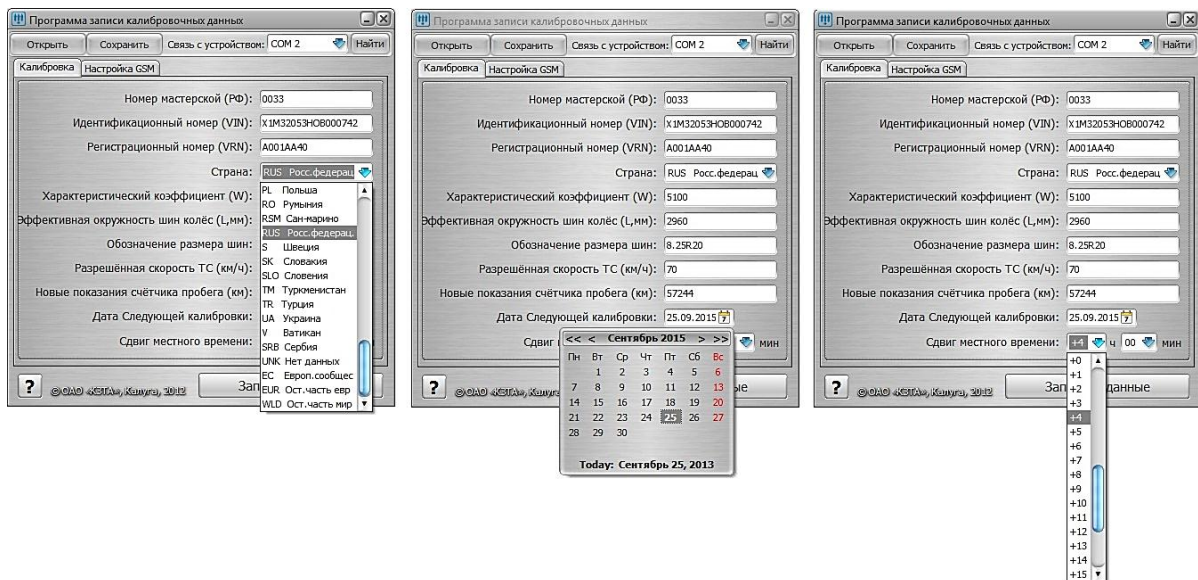 Программа записи калибровочных данных
Открыть Сохранить Связь с устройством: COM 2 Найти
Калибровка Настройка GSM
Номер мастерской (РФ): 0033
Идентификационный номер (VIN): X1M32053HOB000742
Регистрационный номер (VRN): A001AA40
Страна: RUS Росс.федерац
Характеристический коэффициент (W):
Эффективная окружность шин колёс (L,мм):
Обозначение размера шин:
Разрешённая скорость ТС (км/ч):
Новые показания счётчика пробега (км):
Дата Следующей калибровки:
Сдвиг местного времени:
PL Польша
RO Румыния
RSM Сан-марино
RUS Росс.федерац.
S Швеция
SK Словакия
SLO Словения
TM Туркменистан
TR Турция
UA Украина
V Ватикан
SRB Сербия
UNK Нет данных
EC Европ.сообщес
EUR Ост.часть евр
WLD Ост.часть мир
? © ОАО «КЗТА», Калуга, 2012 Зап
Программа записи калибровочных данных
Открыть Сохранить Связь с устройством: COM 2 Найти
Калибровка Настройка GSM
Номер мастерской (РФ): 0033
Идентификационный номер (VIN): X1M32053HOB000742
Регистрационный номер (VRN): A001AA40
Страна: RUS Росс.федерац
Характеристический коэффициент (W): 5100
Эффективная окружность шин колёс (L,мм): 2960
Обозначение размера шин: 8.25R20
Разрешённая скорость ТС (км/ч): 70
Новые показания счётчика пробега (км): 57244
Дата Следующей калибровки: 25.09.2015
Сдвиг мин
<< < Сентябрь 2015 > >>
Пн Вт Ср Чт Пт Сб Вс
1 2 3 4 5 6
7 8 9 10 11 12 13
14 15 16 17 18 19 20
21 22 23 24 25 26 27
28 29 30
Today: Сентябрь 25, 2013
? © ОАО «КЗТА», Калуга ые
Программа записи калибровочных данных
Открыть Сохранить Связь с устройством: COM 2 Найти
Калибровка Настройка GSM
Номер мастерской (РФ): 0033
Идентификационный номер (VIN): X1M32053HOB000742
Регистрационный номер (VRN): A001AA40
Страна: RUS Росс.федерац
Характеристический коэффициент (W): 5100
Эффективная окружность шин колёс (L,мм): 2960
Обозначение размера шин: 8.25R20
Разрешённая скорость ТС (км/ч): 70
Новые показания счётчика пробега (км): 57244
Дата Следующей калибровки: 25.09.2015
Сдвиг местного времени: +4 ч 00 мин
+0
+1
+2
+3
+4
+5
+6
+7
+8
+9
+10
+11
+12
+13
+14
+15
? © ОАО «КЗТА», Калуга, 2012 Зап данные